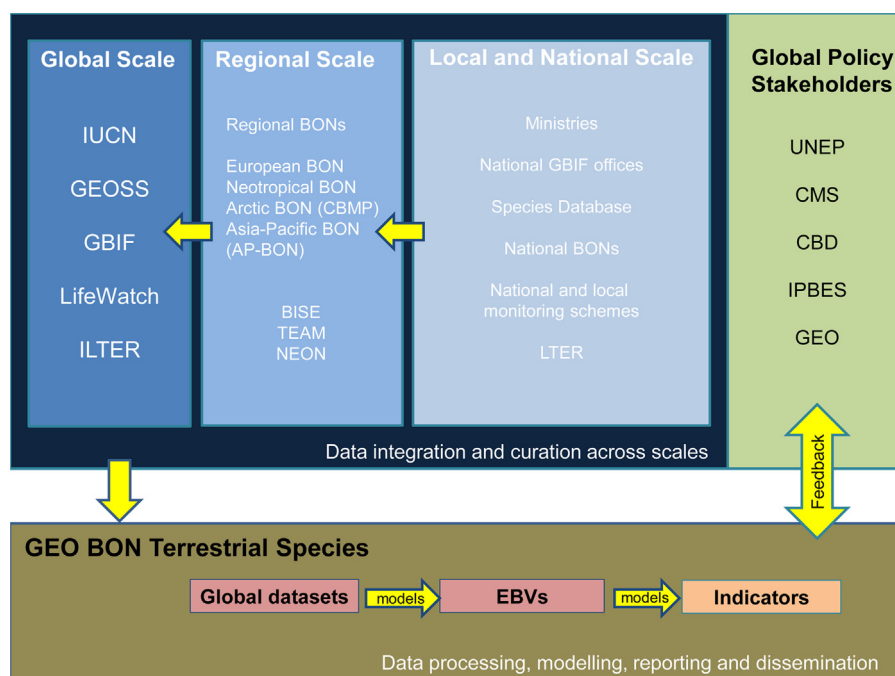 Global Scale
IUCN
GEOSS
GBIF
LifeWatch
ILTER
Regional Scale
Regional BONs
European BON
Neotropical BON
Arctic BON (CBMP)
Asia-Pacific BON
(AP-BON)
BISE
TEAM
NEON
Local and National Scale
Ministries
National GBIF offices
Species Database
National BONs
National and local
monitoring schemes
LTER
Data integration and curation across scales
Global Policy
Stakeholders
UNEP
CMS
CBD
IPBES
GEO
Feedback
GEO BON Terrestrial Species
Global datasets
models
EBVs
models
Indicators
Data processing, modelling, reporting and dissemination